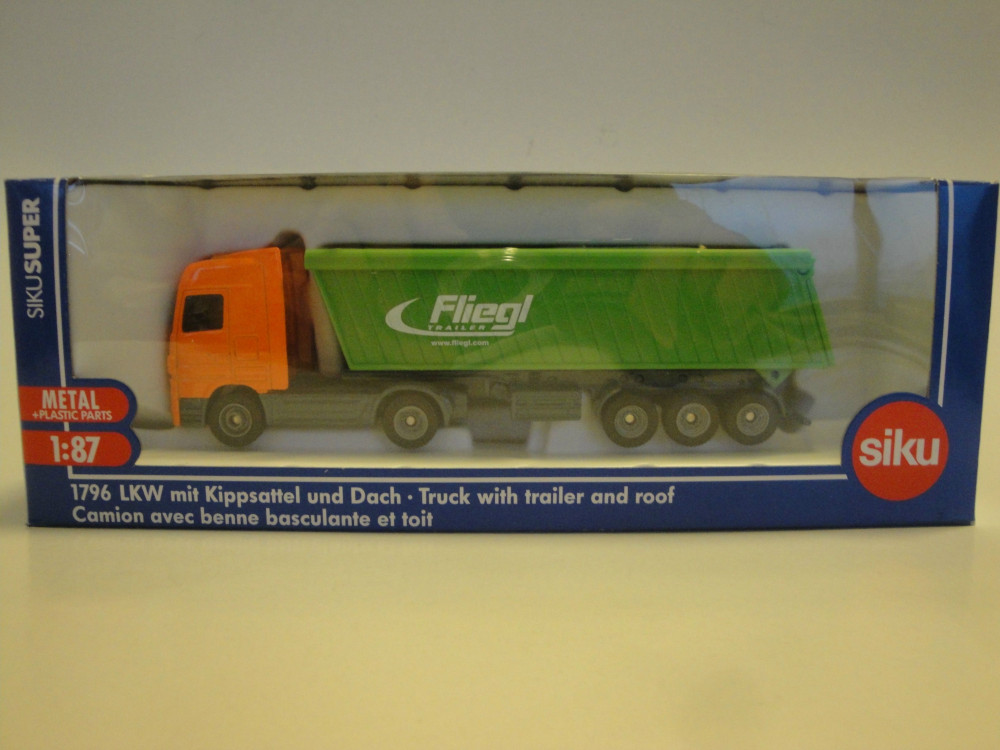 SIKUSUPER
Fliegl
TRAILER
www.fliegl.com
METAL
+PLASTIC PARTS
1:87
siku
1796 LKW mit Kippsattel und Dach · Truck with trailer and roof
Camion avec benne basculante et toit